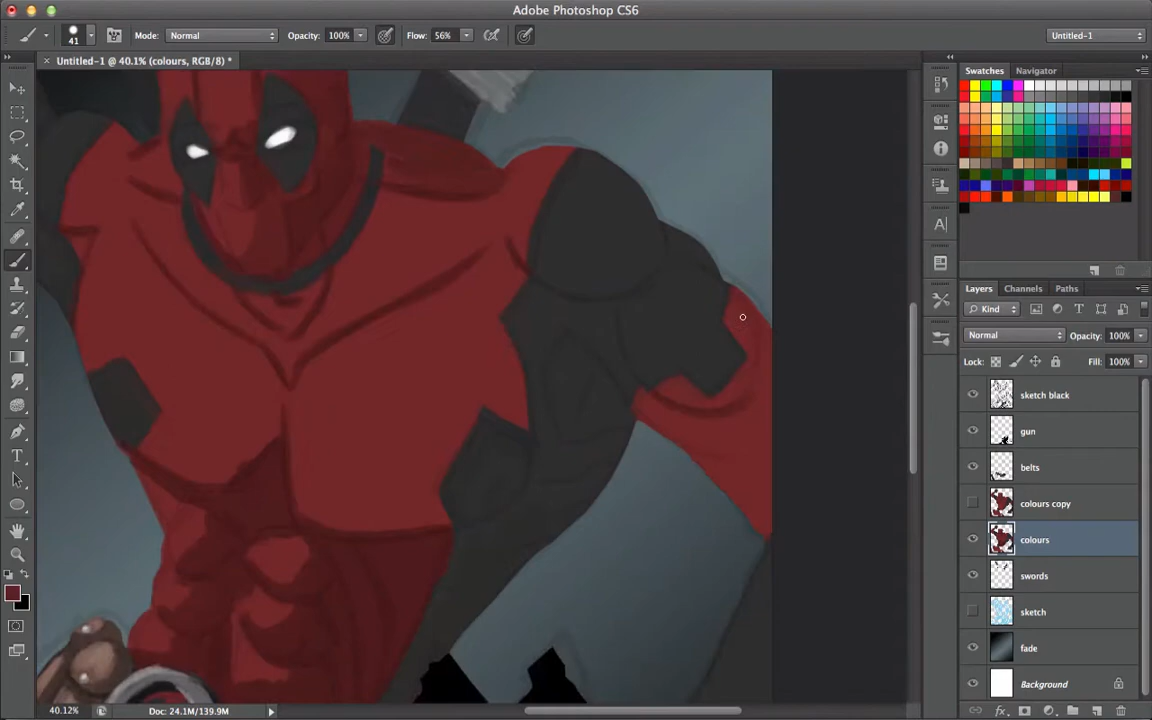 Adobe Photoshop CS6
41
Mode: Normal
Opacity: 100%
Flow: 56%
Untitled-1
Untitled-1 @ 40.1% (colours, RGB/8) *
Swatches
Navigator
Layers
Channels
Paths
Kind
Normal
Opacity: 100%
Lock:
Fill: 100%
sketch black
gun
belts
colours copy
colours
swords
sketch
fade
Background
40.12%
Doc: 24.1M/139.9M